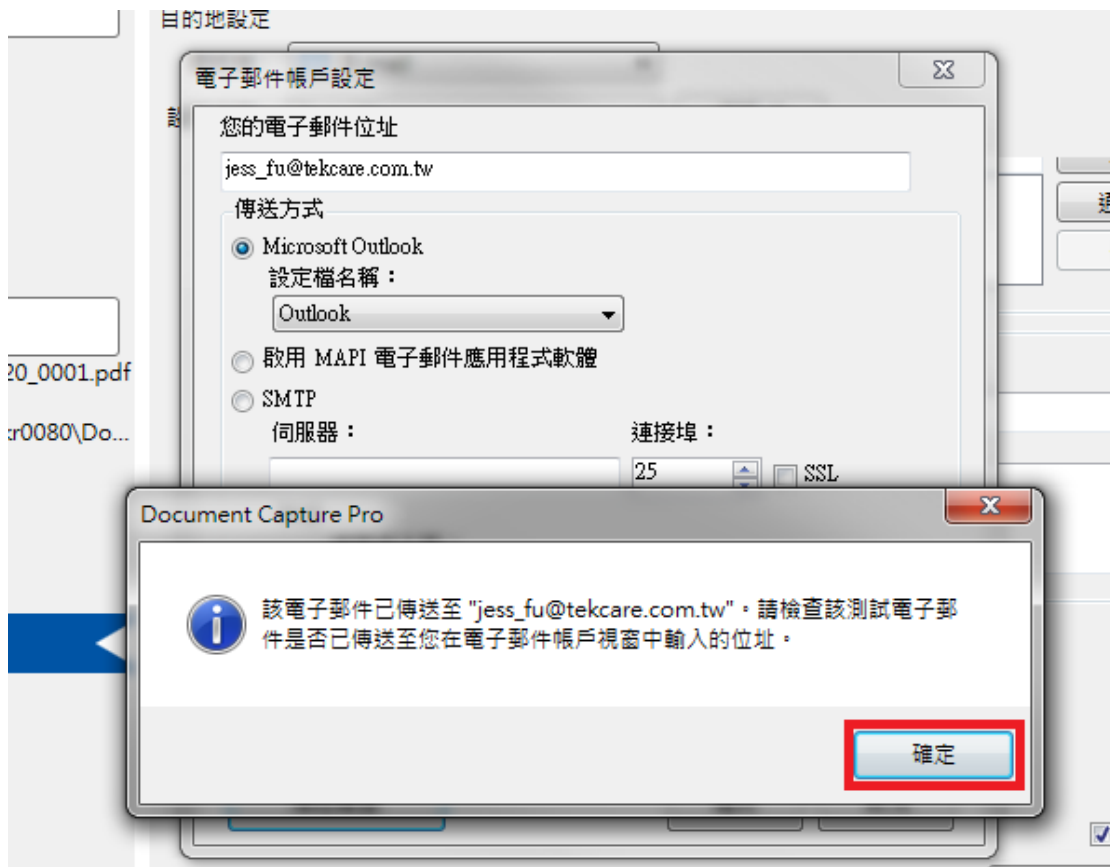 目的地設定
電子郵件帳戶設定
您的電子郵件位址
jess_fu@tekcare.com.tw
傳送方式
Microsoft Outlook
設定檔名稱：
Outlook
啟用 MAPI 電子郵件應用程式軟體
20_0001.pdf
SMTP
cr0080\Do...
伺服器：
連接埠：
25
SSL
Document Capture Pro
該電子郵件已傳送至 "jess_fu@tekcare.com.tw"。請檢查該測試電子郵
件是否已傳送至您在電子郵件帳戶視窗中輸入的位址。
確定